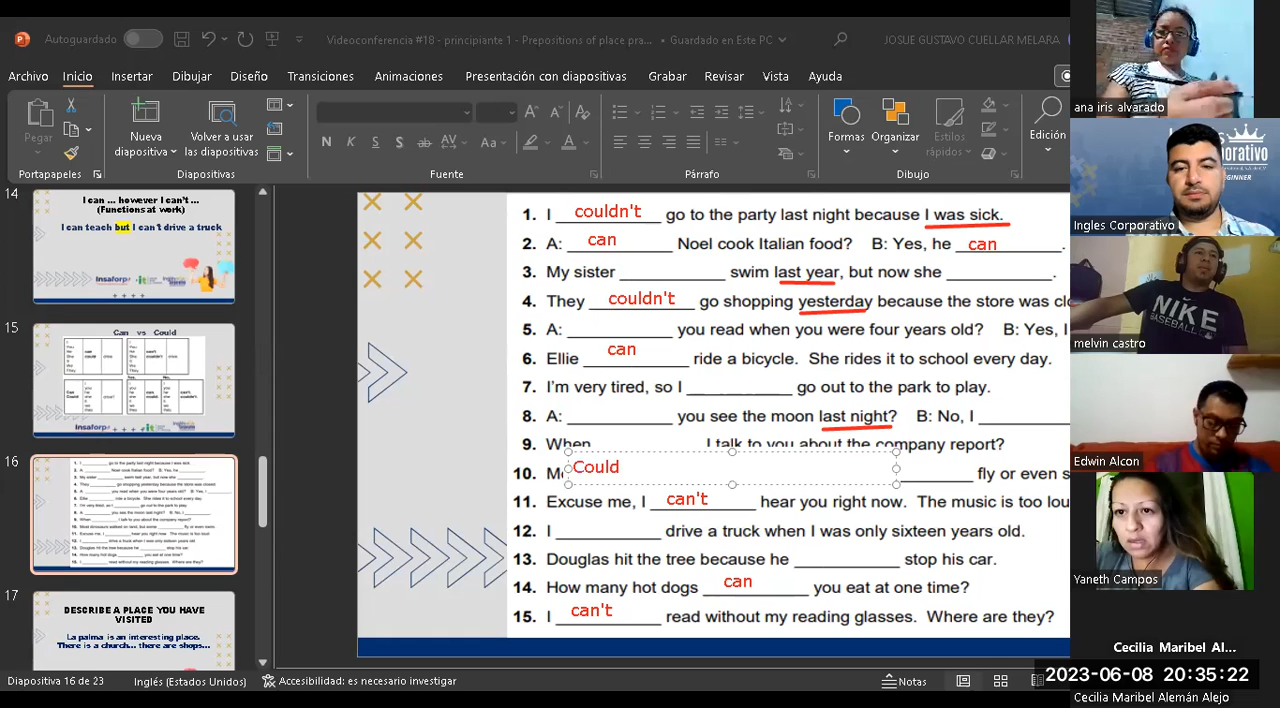 Autoguardado
Videoconferencia #18 - principiante 1 - Prepositions of place pra... • Guardado en Este PC
JOSUE GUSTAVO CUELLAR MELARA
Archivo Inicio Insertar Dibujar Diseño Transiciones Animaciones Presentación con diapositivas Grabar Revisar Vista Ayuda
Pegar
Nueva diapositiva
Volver a usar las diapositivas
Formas
Organizar
Estilos rápidos
Edición
Portapapeles Diapositivas Fuente Párrafo Dibujo
14
I can ... however I can't...
(Functions at work)
I can teach but I can't drive a truck
Insaforp
15
Can vs Could
Insaforp
16
17
DESCRIBE A PLACE YOU HAVE
VISITED
La palma is an interesting place.
There is a church... there are shops...
1. I couldn't go to the party last night because I was sick.
2. A: can Noel cook Italian food? B: Yes, he can.
3. My sister ____________ swim last year, but now she ____________.
4. They couldn't go shopping yesterday because the store was clo
5. A: ____________ you read when you were four years old? B: Yes, I
6. Ellie can ride a bicycle. She rides it to school every day.
7. I'm very tired, so I ____________ go out to the park to play.
8. A: ____________ you see the moon last night? B: No, I ____________
9. When ____________ I talk to you about the company report?
Could
10. M ____________ fly or even s
11. Excuse me, I can't hear you right now. The music is too lou
12. I ____________ drive a truck when I was only sixteen years old.
13. Douglas hit the tree because he ____________ stop his car.
14. How many hot dogs can you eat at one time?
15. I can't read without my reading glasses. Where are they?
ana iris alvarado
Ingles Corporativo
melvin castro
Edwin Alcon
Yaneth Campos
Cecilia Maribel Al...
2023-06-08 20:35:22
Cecilia Maribel Alemán Alejo
Diapositiva 16 de 23 Inglés (Estados Unidos) Accesibilidad: es necesario investigar Notas